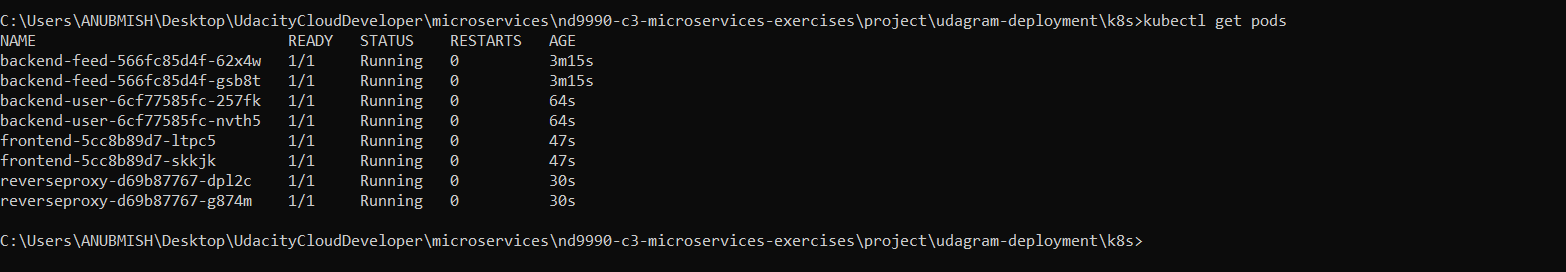 C:\Users\ANUBMISH\Desktop\UdacityCloudDeveloper\microservices\nd9990-c3-microservices-exercises\project\udagram-deployment\k8s>kubectl get pods
NAME READY STATUS RESTARTS AGE
backend-feed-566fc85d4f-62x4w 1/1 Running 0 3m15s
backend-feed-566fc85d4f-gsb8t 1/1 Running 0 3m15s
backend-user-6cf77585fc-257fk 1/1 Running 0 64s
backend-user-6cf77585fc-nvth5 1/1 Running 0 64s
frontend-5cc8b89d7-ltpc5 1/1 Running 0 47s
frontend-5cc8b89d7-skkjk 1/1 Running 0 47s
reverseproxy-d69b87767-dpl2c 1/1 Running 0 30s
reverseproxy-d69b87767-g874m 1/1 Running 0 30s
C:\Users\ANUBMISH\Desktop\UdacityCloudDeveloper\microservices\nd9990-c3-microservices-exercises\project\udagram-deployment\k8s>